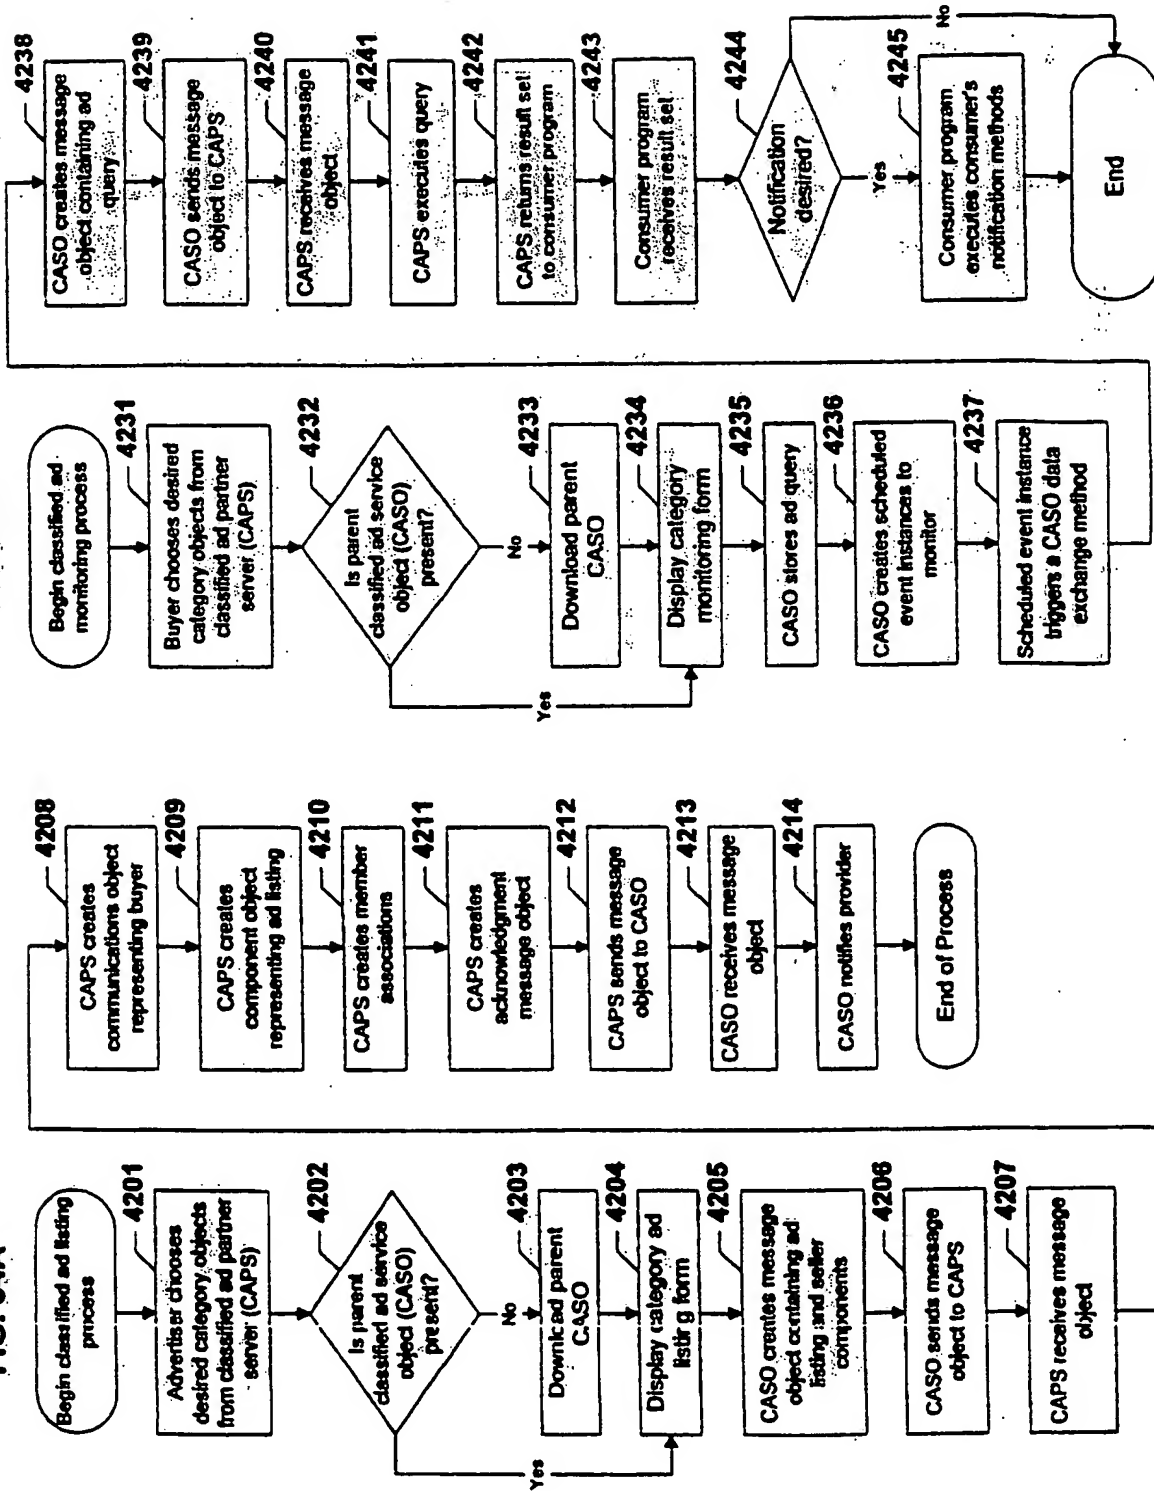 Begin classified ad listing
process
4201
Advertiser chooses
desired category objects
from classified ad partner
server (CAPS)
4202
Is parent
classified ad service
object (CASO)
present?
No
Yes
4203
Download parent
CASO
4204
Display category ad
listing form
4205
CASO creates message
object containing ad
listing and seller
components
4206
CASO sends message
object to CAPS
4207
CAPS receives message
object
4208
CAPS creates
communications object
representing buyer
4209
CAPS creates
component object
representing ad listing
4210
CAPS creates member
associations
4211
CAPS creates
acknowledgment
message object
4212
CAPS sends message
object to CASO
4213
CASO receives message
object
4214
CASO notifies provider
End of Process
Begin classified ad
monitoring process
4231
Buyer chooses desired
category objects from
classified ad partner
server (CAPS)
4232
Is parent
classified ad service
object (CASO)
present?
No
Yes
4233
Download parent
CASO
4234
Display category
monitoring form
4235
CASO stores ad query
4236
CASO creates scheduled
event instances to
monitor
4237
Scheduled event instance
triggers a CASO data
exchange method
4238
CASO creates message
object containing ad
query
4239
CASO sends message
object to CAPS
4240
CAPS receives message
object
4241
CAPS executes query
4242
CAPS returns result set
to consumer program
4243
Consumer program
receives result set
4244
Notification
desired?
No
Yes
4245
Consumer program
executes consumer's
notification methods
End